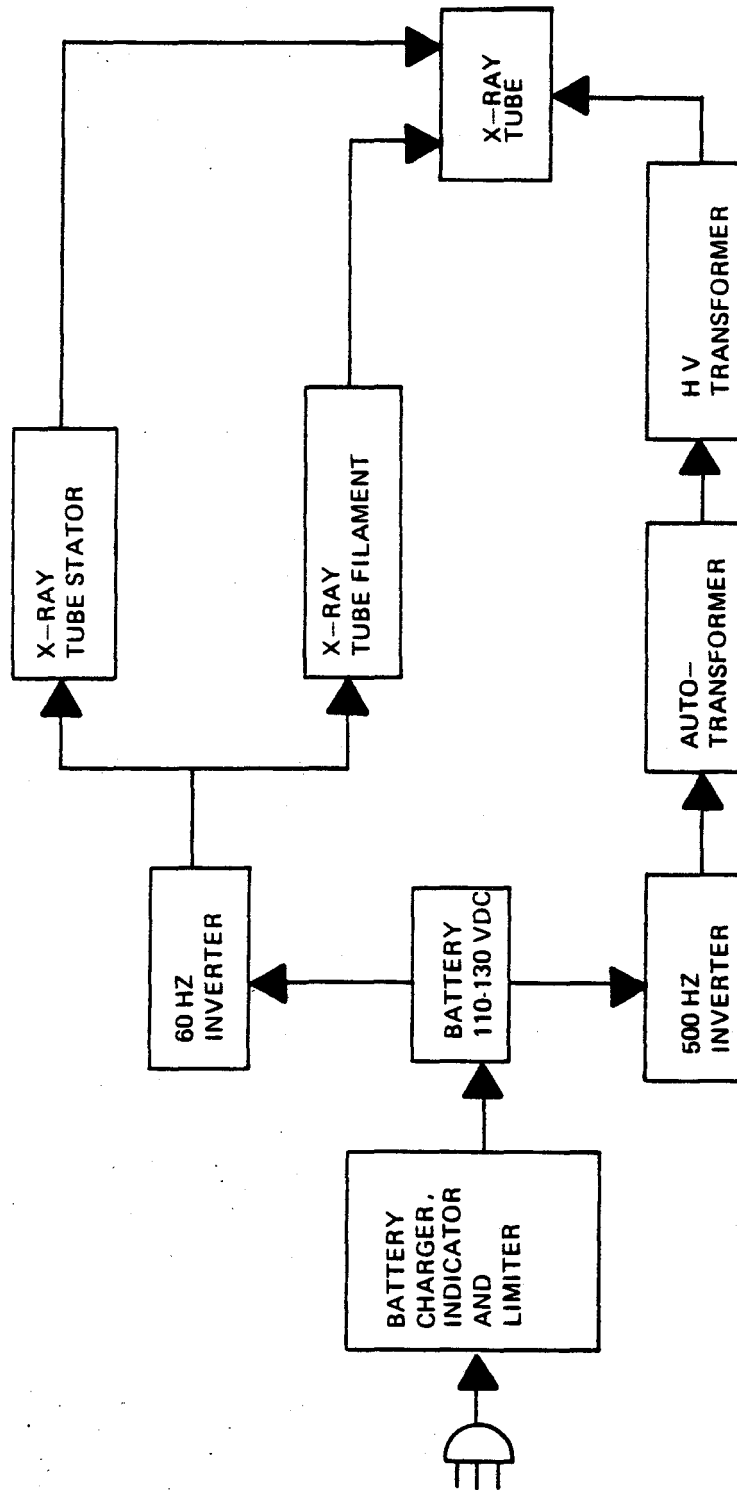 BATTERY
CHARGER,
INDICATOR
AND
LIMITER
BATTERY
110-130 VDC
60 HZ
INVERTER
500 HZ
INVERTER
X-RAY
TUBE STATOR
X-RAY
TUBE FILAMENT
AUTO-
TRANSFORMER
H V
TRANSFORMER
X-RAY
TUBE